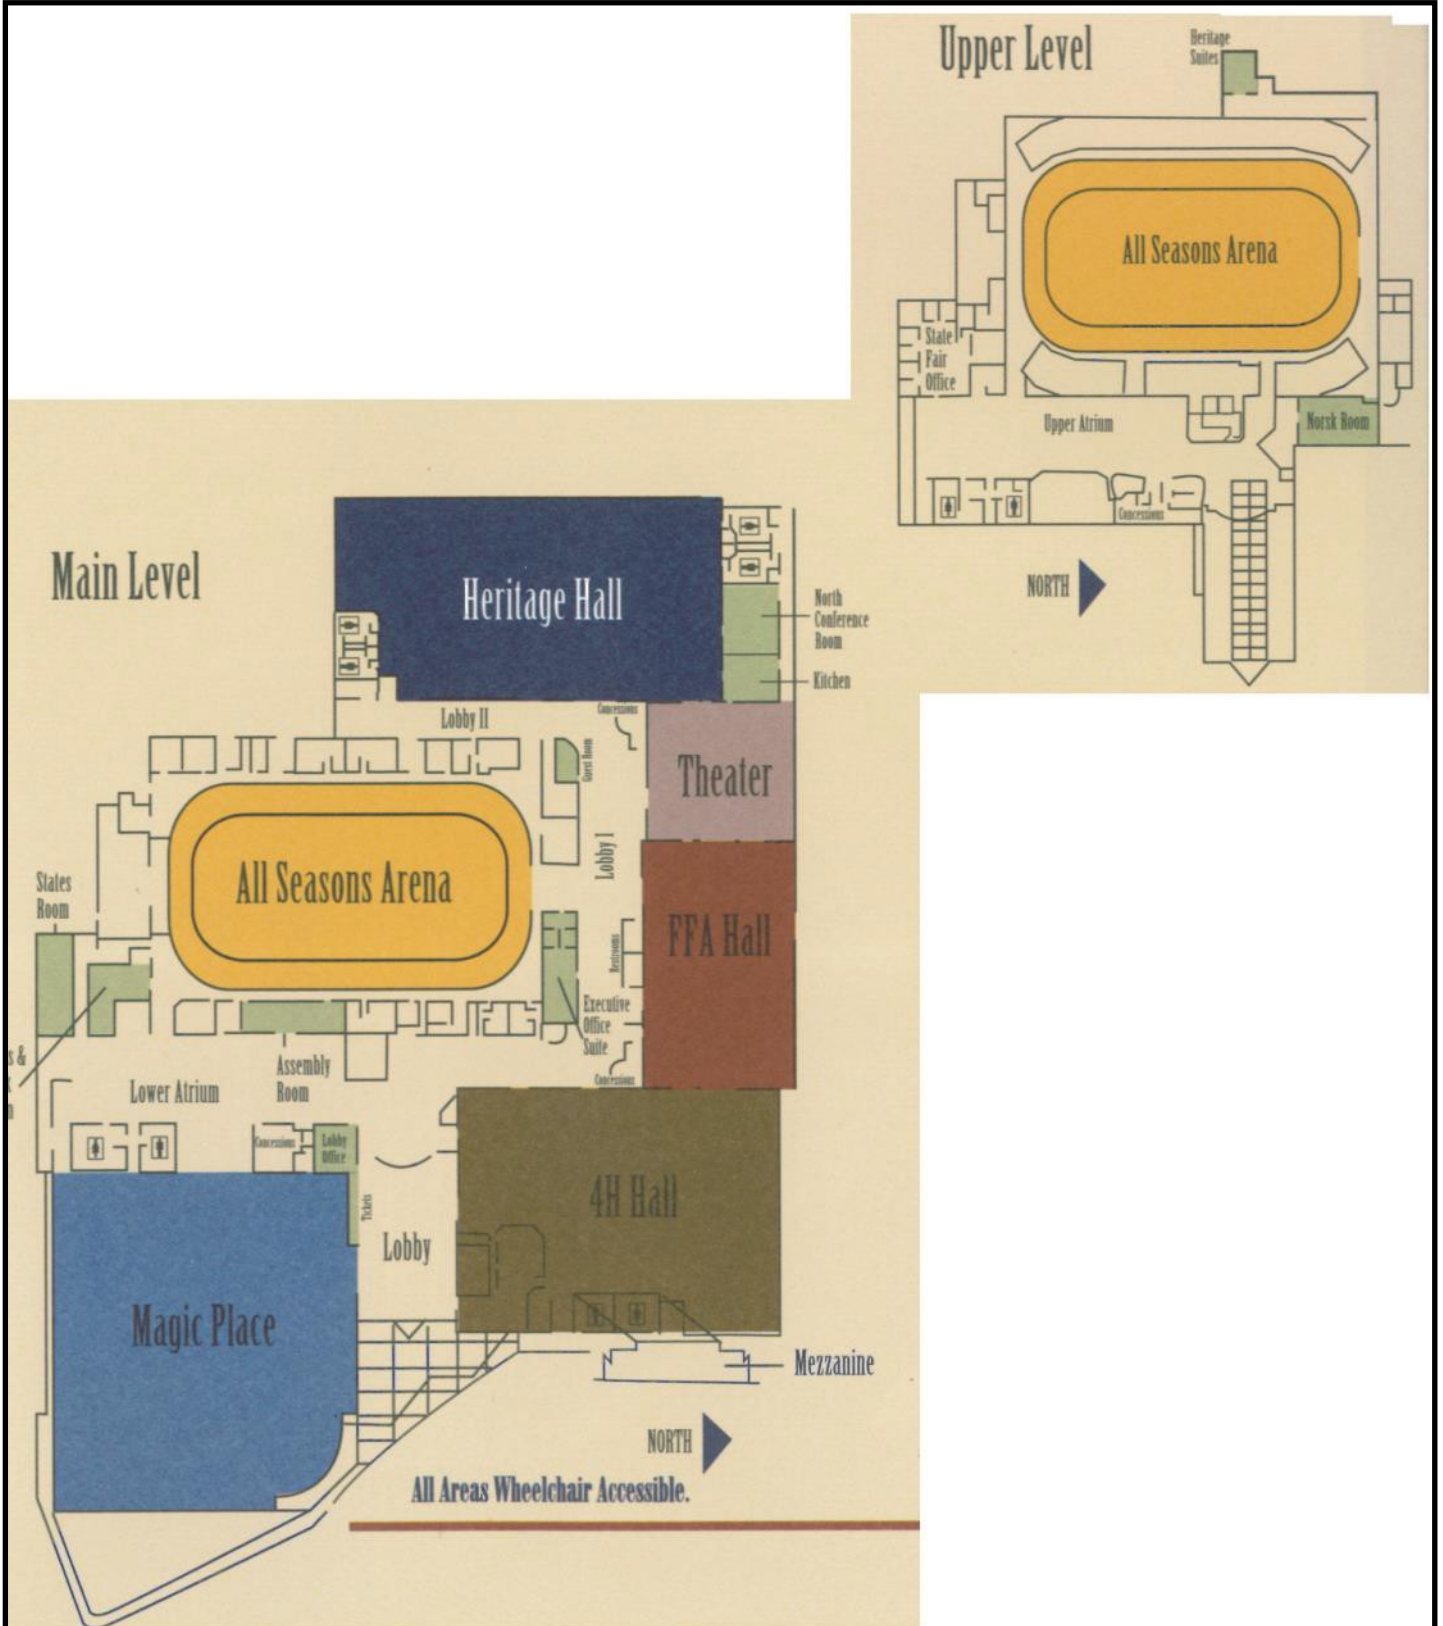 Upper Level
Heritage
Suites
All Seasons Arena
State
Fair
Office
Upper Atrium
Norsk Room
Concessions
NORTH
Main Level
Heritage Hall
North
Conference
Room
Kitchen
Lobby II
Concessions
Guest Room
Theater
All Seasons Arena
Lobby I
States
Room
FFA Hall
Restrooms
Executive
Office
Suite
Assembly
Room
Concessions
Lower Atrium
s &
Concessions
Lobby
Office
Tickets
4H Hall
Lobby
Magic Place
Mezzanine
NORTH
All Areas Wheelchair Accessible.